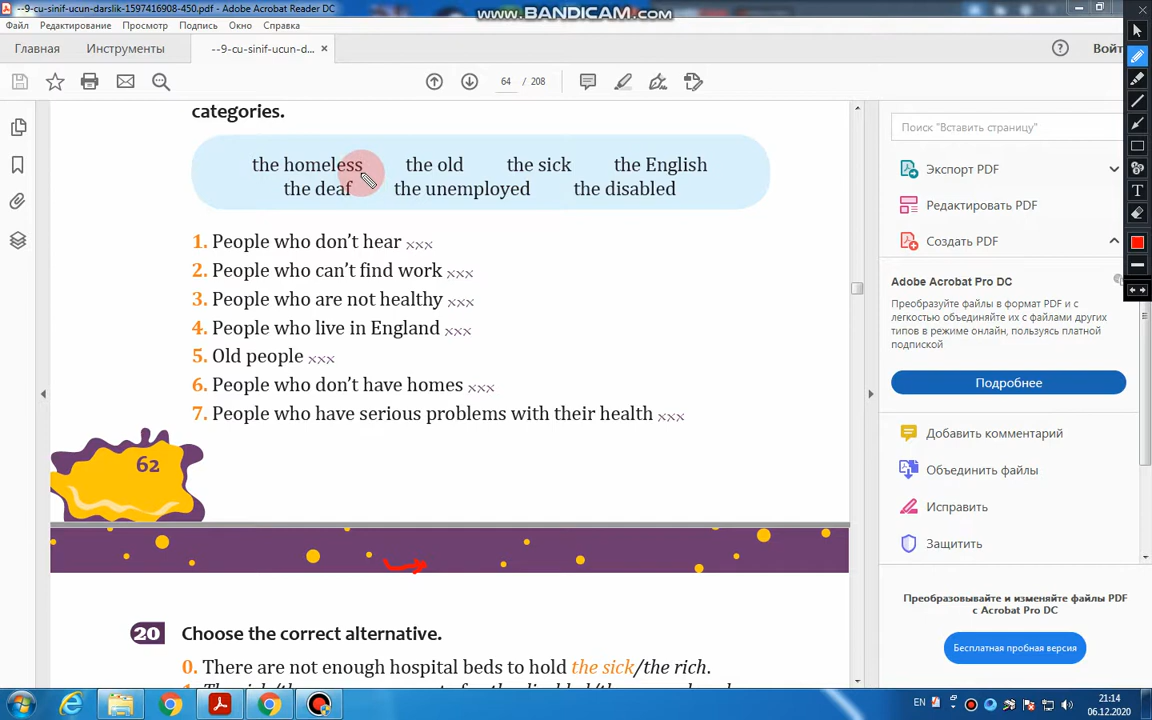 --9-cu-sinif-ucun-darslik-1597416908-450.pdf - Adobe Acrobat Reader DC
www.BANDICAM.com
Файл Редактирование Просмотр Подпись Окно Справка
Главная Инструменты --9-cu-sinif-ucun-d... × Войт
64 / 208
categories.
the homeless the old the sick the English
the deaf the unemployed the disabled
1. People who don't hear xxx
2. People who can't find work xxx
3. People who are not healthy xxx
4. People who live in England xxx
5. Old people xxx
6. People who don't have homes xxx
7. People who have serious problems with their health xxx
62
20 Choose the correct alternative.
0. There are not enough hospital beds to hold the sick/the rich.
Поиск "Вставить страницу"
Экспорт PDF
Редактировать PDF
Создать PDF
Adobe Acrobat Pro DC
Преобразуйте файлы в формат PDF и с
легкостью объединяйте их с файлами других
типов в режиме онлайн, пользуясь платной
подпиской
Подробнее
Добавить комментарий
Объединить файлы
Исправить
Защитить
Преобразовывайте и изменяйте файлы PDF
с Acrobat Pro DC
Бесплатная пробная версия
EN
21:14
06.12.2020